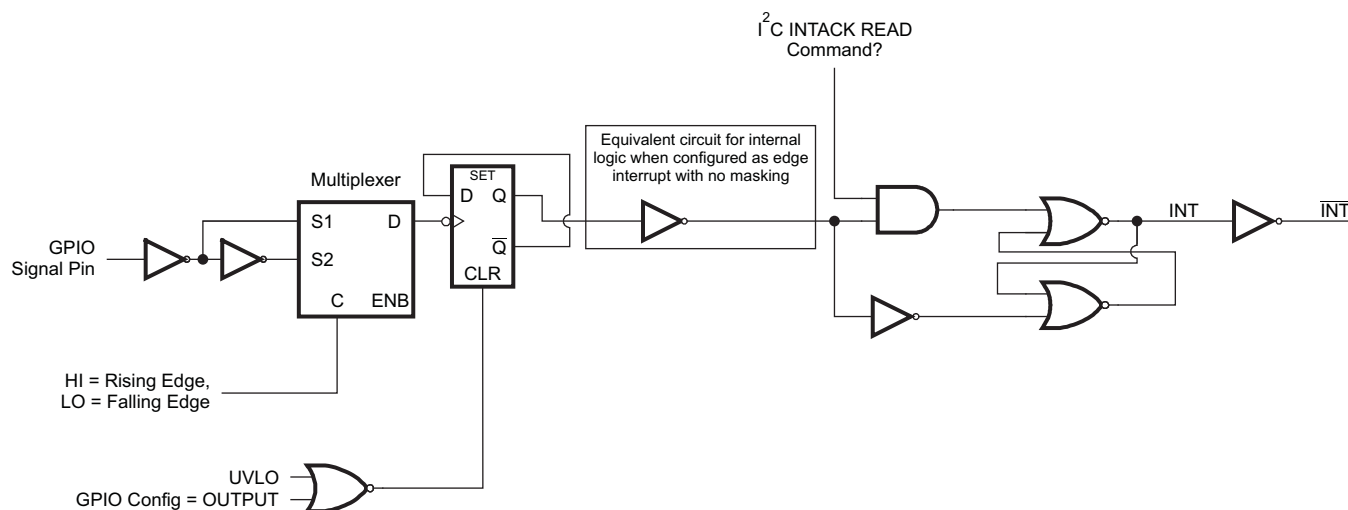 I2C INTACK READ
Command?
Equivalent circuit for internal
logic when configured as edge
interrupt with no masking
Multiplexer
SET
D Q
Q
CLR
S1 D
S2
C ENB
GPIO
Signal Pin
INT
INT
HI = Rising Edge,
LO = Falling Edge
UVLO
GPIO Config = OUTPUT